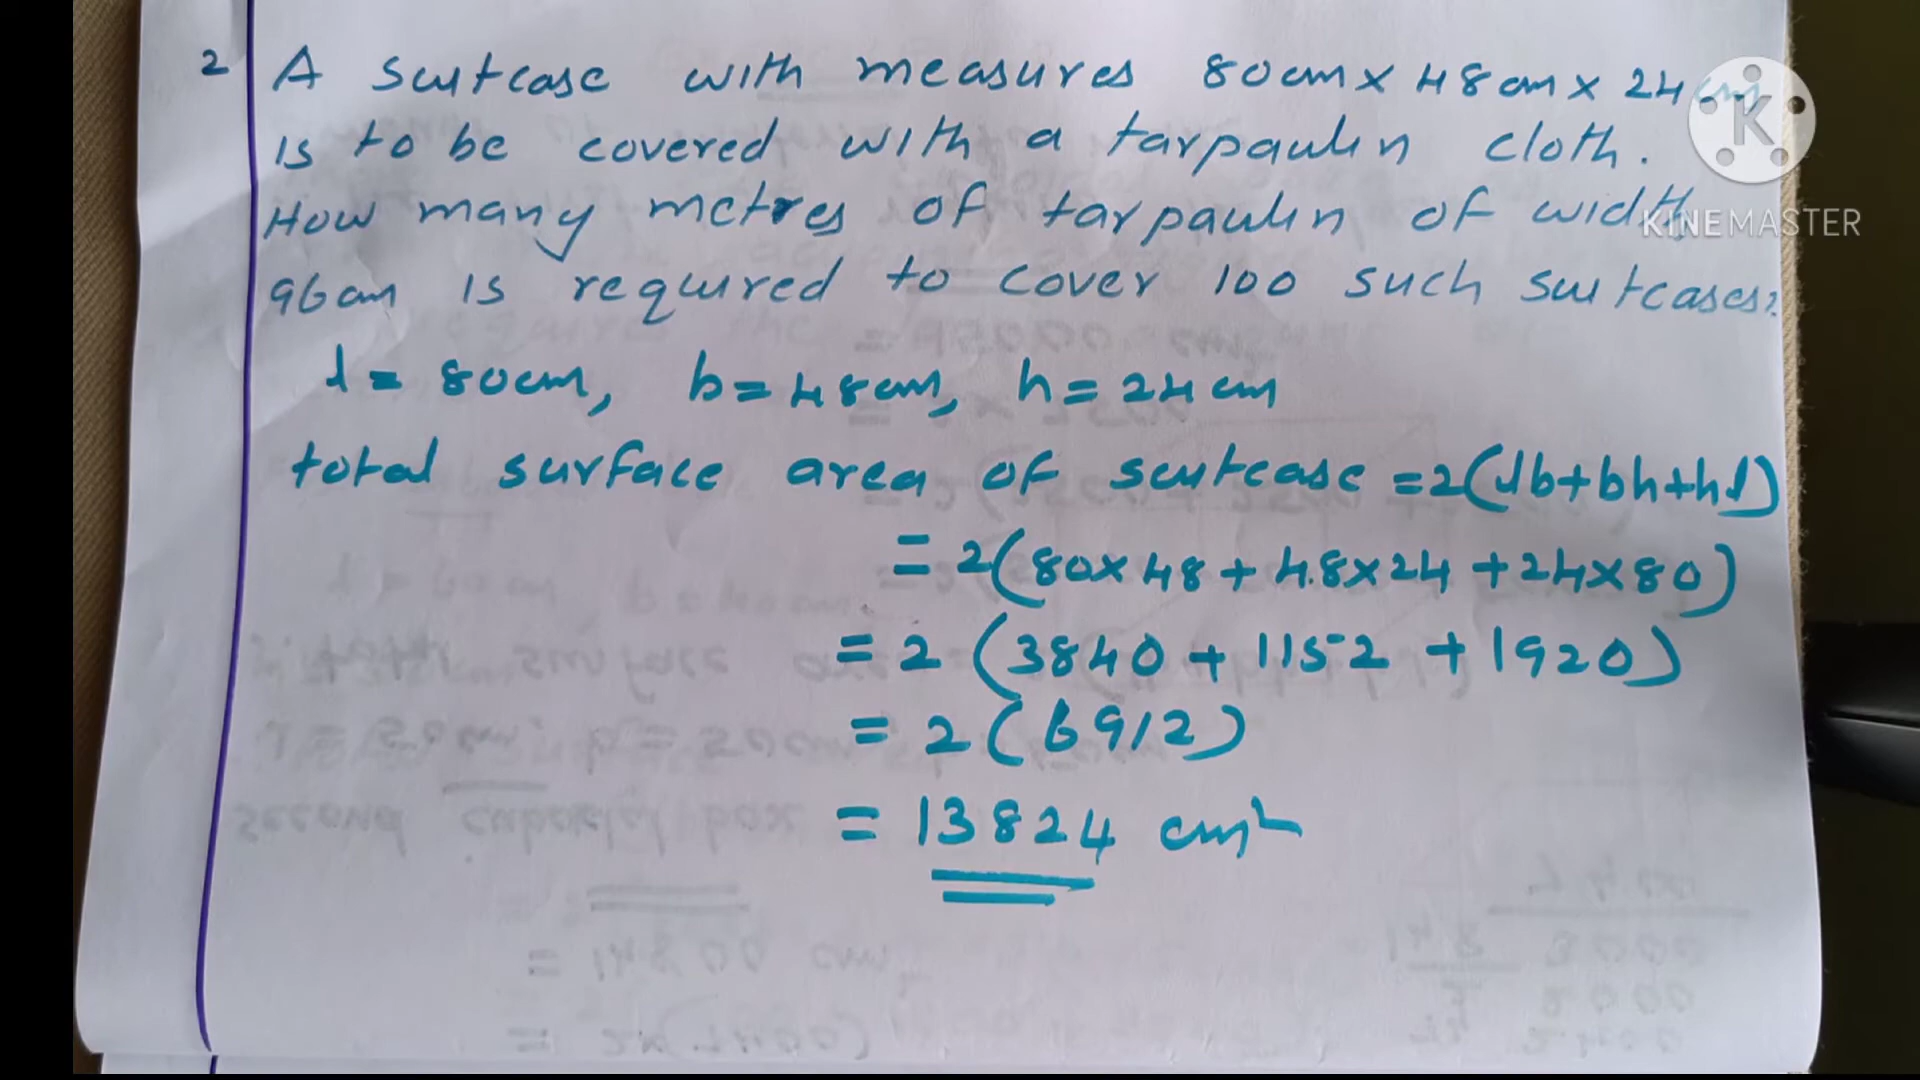 2 A suitcase with measures 80cm x 48cm x 24cm
is to be covered with a tarpaulin cloth.
How many metres of tarpaulin of width
96cm is required to cover 100 such suitcases?
l = 80cm, b = 48cm, h = 24cm
total surface area of suitcase = 2(lb+bh+hl)
= 2(80x48 + 48x24 + 24x80)
= 2 (3840 + 1152 + 1920)
= 2 (6912)
= 13824 cm²
K
KINEMASTER